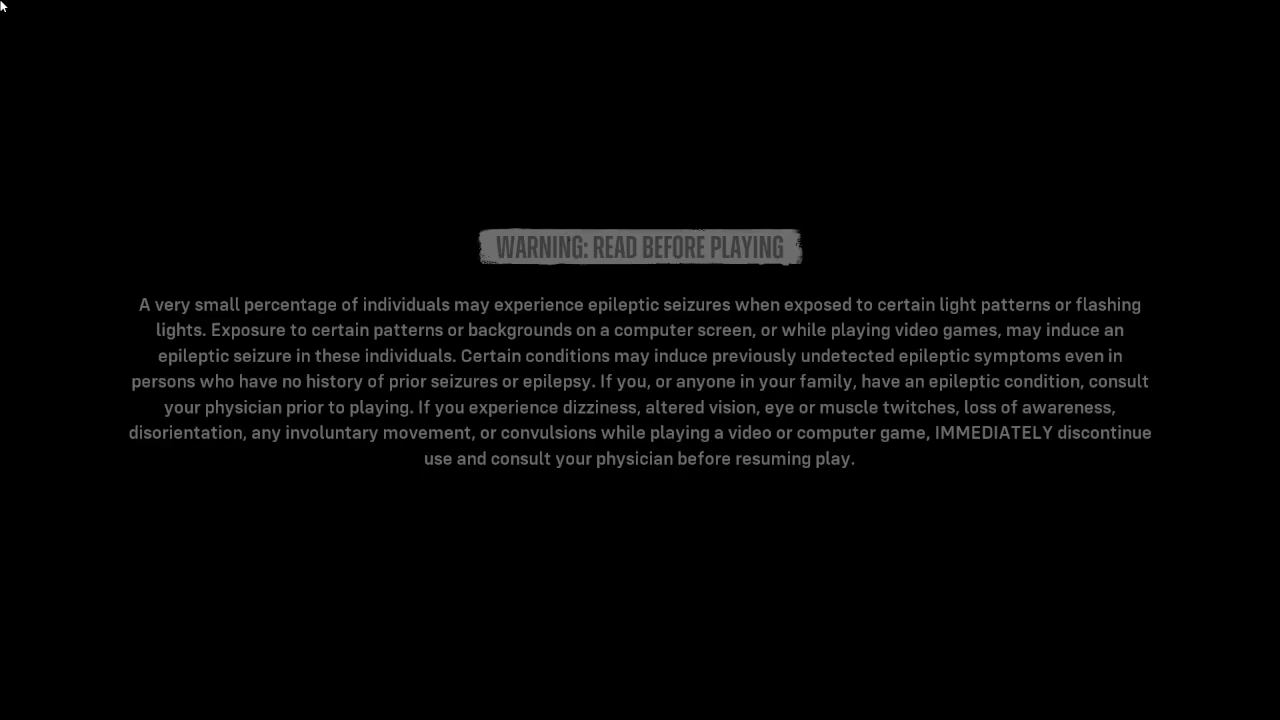 WARNING: READ BEFORE PLAYING
A very small percentage of individuals may experience epileptic seizures when exposed to certain light patterns or flashing
lights. Exposure to certain patterns or backgrounds on a computer screen, or while playing video games, may induce an
epileptic seizure in these individuals. Certain conditions may induce previously undetected epileptic symptoms even in
persons who have no history of prior seizures or epilepsy. If you, or anyone in your family, have an epileptic condition, consult
your physician prior to playing. If you experience dizziness, altered vision, eye or muscle twitches, loss of awareness,
disorientation, any involuntary movement, or convulsions while playing a video or computer game, IMMEDIATELY discontinue
use and consult your physician before resuming play.